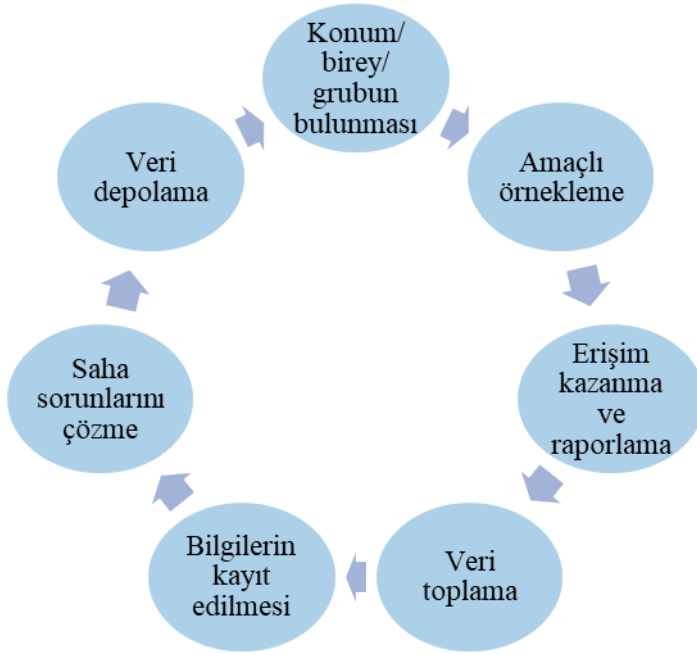 Konum/
birey/
grubun
bulunması
Amaçlı
örnekleme
Erişim
kazanma
ve
raporlama
Veri
toplama
Bilgilerin
kayıt
edilmesi
Saha
sorunlarını
çözme
Veri
depolama